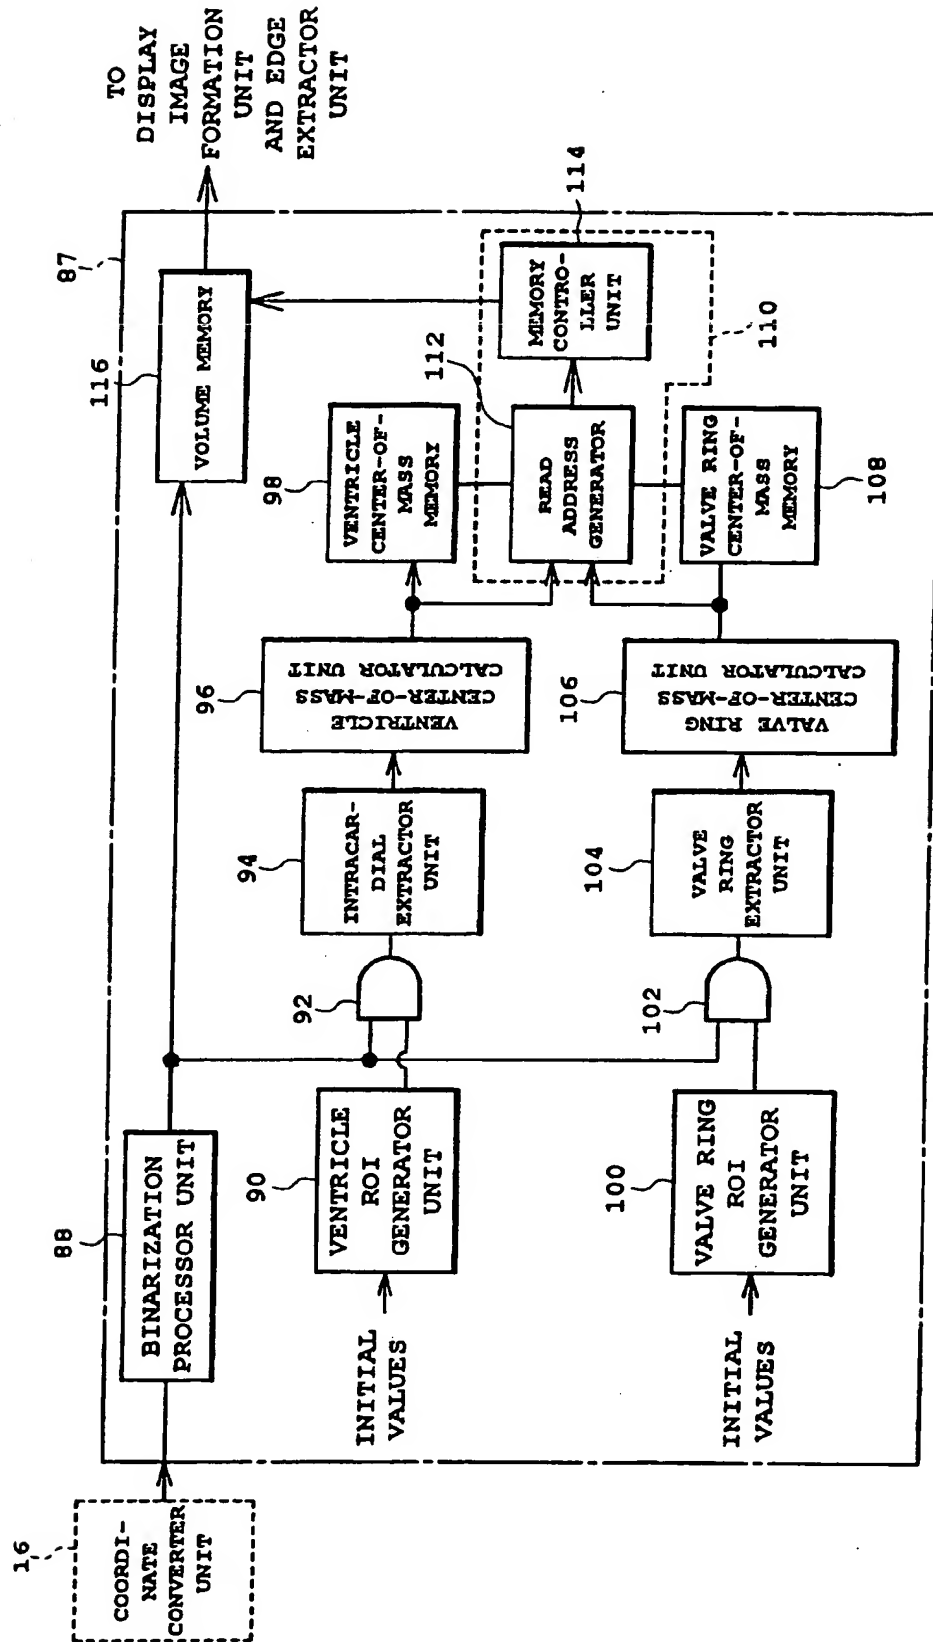 16
COORDI-
NATE
CONVERTER
UNIT
87
88
BINARIZATION
PROCESSOR UNIT
116
VOLUME MEMORY
TO
DISPLAY
IMAGE
FORMATION
UNIT
AND EDGE
EXTRACTOR
UNIT
INITIAL
VALUES
90
VENTRICLE
ROI
GENERATOR
UNIT
92
94
INTRACAR-
DIAL
EXTRACTOR
UNIT
96
VENTRICLE
CENTER-OF-MASS
CALCULATOR UNIT
98
VENTRICLE
CENTER-OF-
MASS
MEMORY
112
READ
ADDRESS
GENERATOR
114
MEMORY
CONTRO-
LLER
UNIT
110
INITIAL
VALUES
100
VALVE RING
ROI
GENERATOR
UNIT
102
104
VALVE
RING
EXTRACTOR
UNIT
106
VALVE RING
CENTER-OF-MASS
CALCULATOR UNIT
VALVE RING
CENTER-OF-
MASS
MEMORY
108